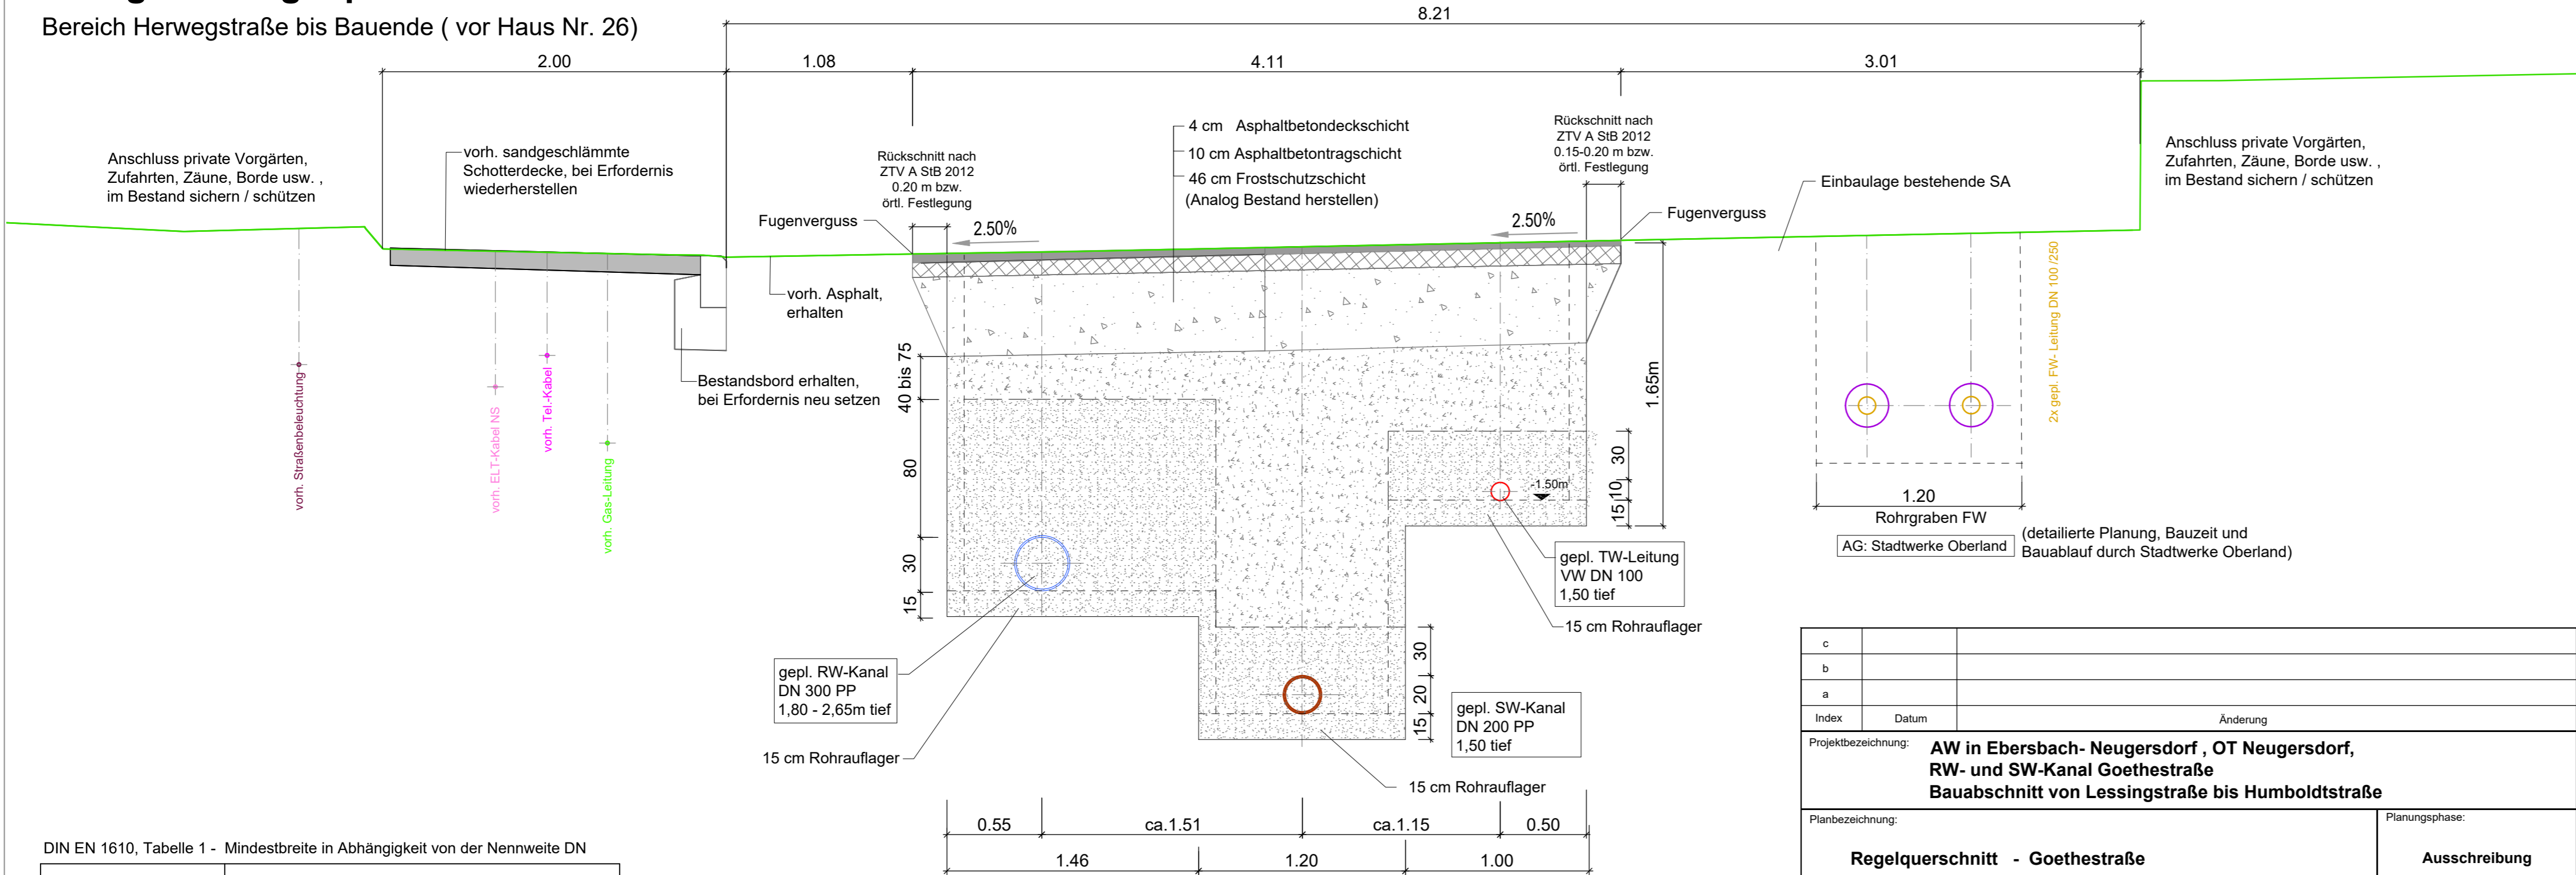 Bereich Herwegstraße bis Bauende ( vor Haus Nr. 26)
8.21
2.00
1.08
4.11
3.01
Anschluss private Vorgärten,
Zufahrten, Zäune, Borde usw. ,
im Bestand sichern / schützen
vorh. sandgeschlämmte
Schotterdecke, bei Erfordernis
wiederherstellen
Fugenverguss
Rückschnitt nach
ZTV A StB 2012
0.20 m bzw.
örtl. Festlegung
2.50%
4 cm Asphaltbetondeckschicht
10 cm Asphaltbetontragschicht
46 cm Frostschutzschicht
(Analog Bestand herstellen)
Rückschnitt nach
ZTV A StB 2012
0.15-0.20 m bzw.
örtl. Festlegung
2.50%
Fugenverguss
Einbaulage bestehende SA
Anschluss private Vorgärten,
Zufahrten, Zäune, Borde usw. ,
im Bestand sichern / schützen
vorh. Asphalt,
erhalten
Bestandsbord erhalten,
bei Erfordernis neu setzen
vorh. Straßenbeleuchtung
vorh. ELT-Kabel NS
vorh. Tel.-Kabel
vorh. Gas-Leitung
40 bis 75
80
30
15
1.65m
30
10
15
-1.50m
2x gepl. FW- Leitung DN 100 /250
1.20
Rohrgraben FW
AG: Stadtwerke Oberland
(detailierte Planung, Bauzeit und
Bauablauf durch Stadtwerke Oberland)
gepl. TW-Leitung
VW DN 100
1,50 tief
15 cm Rohrauflager
gepl. RW-Kanal
DN 300 PP
1,80 - 2,65m tief
15 cm Rohrauflager
30
20
15
gepl. SW-Kanal
DN 200 PP
1,50 tief
15 cm Rohrauflager
0.55
ca.1.51
ca.1.15
0.50
1.46
1.20
1.00
DIN EN 1610, Tabelle 1 - Mindestbreite in Abhängigkeit von der Nennweite DN
c
b
a
Index Datum Änderung
Projektbezeichnung:
AW in Ebersbach- Neugersdorf , OT Neugersdorf,
RW- und SW-Kanal Goethestraße
Bauabschnitt von Lessingstraße bis Humboldtstraße
Planbezeichnung:
Regelquerschnitt - Goethestraße
Planungsphase:
Ausschreibung